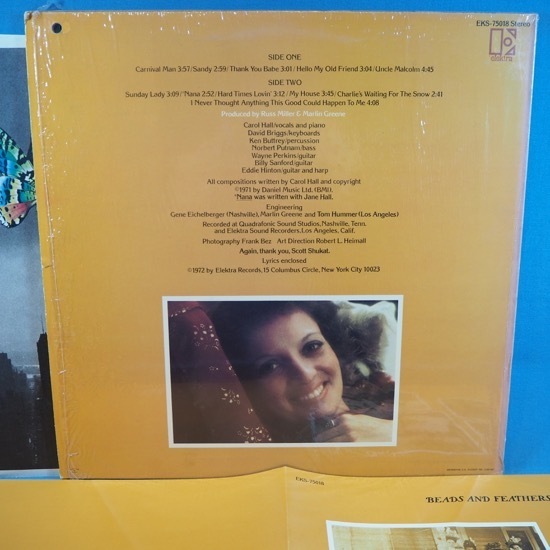 EKS-75018 Stereo
elektra
SIDE ONE
Carnival Man 3:57/Sandy 2:59/Thank You Babe 3:01/Hello My Old Friend 3:04/Uncle Malcolm 4:45
SIDE TWO
Sunday Lady 3:09/'Nana 2:52/Hard Times Lovin' 3:12/My House 3:45/Charlie's Waiting For The Snow 2:41
I Never Thought Anything This Good Could Happen To Me 4:08
Produced by Russ Miller & Marlin Greene
Carol Hall/vocals and piano
David Briggs/keyboards
Ken Buttrey/percussion
Norbert Putnam/bass
Wayne Perkins/guitar
Billy Sanford/guitar
Eddie Hinton/guitar and harp
All compositions written by Carol Hall and copyright
©1971 by Daniel Music Ltd. (BMI).
'Nana was written with Jane Hall.
Engineering
Gene Eichelberger (Nashville), Marlin Greene and Tom Hummer (Los Angeles)
Recorded at Quadrafonic Sound Studios, Nashville, Tenn.
and Elektra Sound Recorders, Los Angeles, Calif.
Photography Frank Bez Art Direction Robert L. Heimall
Again, thank you, Scott Shukat.
Lyrics enclosed
©1972 by Elektra Records, 15 Columbus Circle, New York City 10023
EKS-75018
BEADS AND FEATHERS